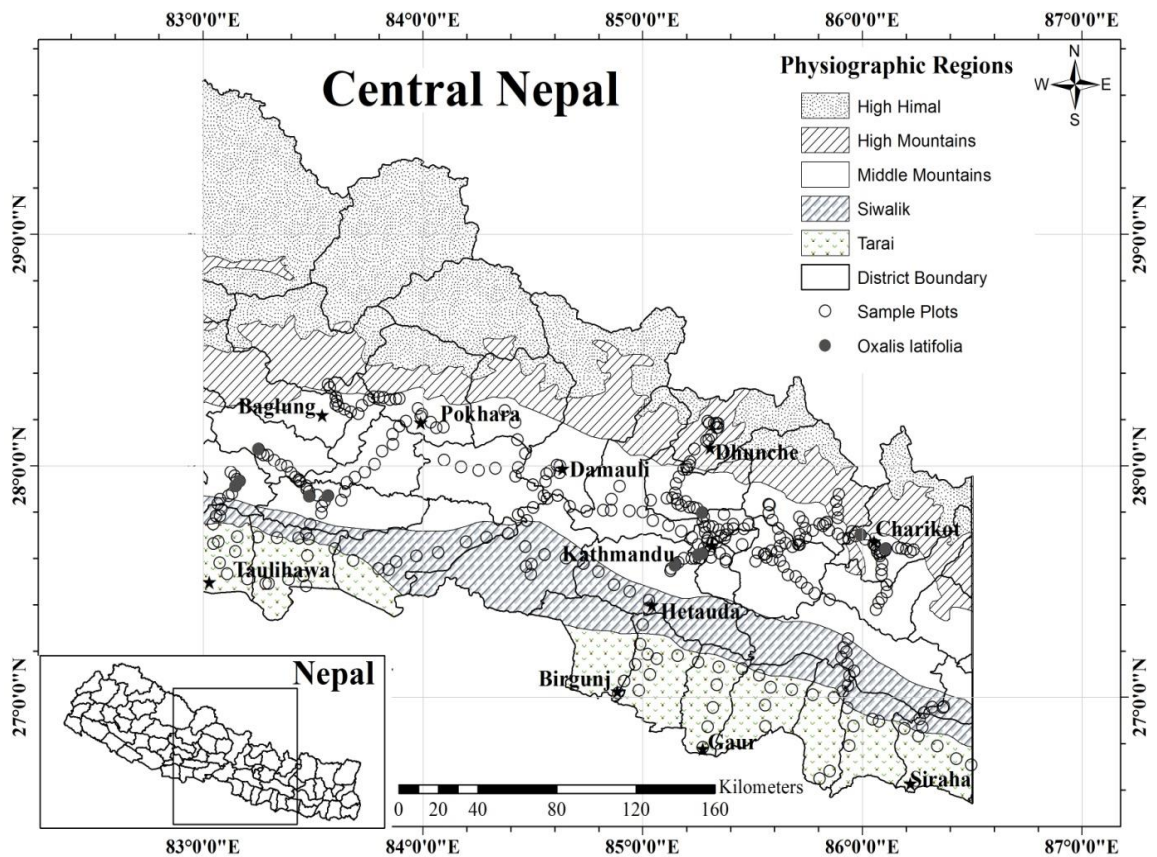 83°0'0"E 84°0'0"E 85°0'0"E 86°0'0"E 87°0'0"E
Central Nepal
Physiographic Regions
N
W E
S
High Himal
High Mountains
Middle Mountains
Siwalik
Tarai
District Boundary
Sample Plots
Oxalis latifolia
29°0'0"N
29°0'0"N
28°0'0"N
28°0'0"N
27°0'0"N
27°0'0"N
Baglung
Pokhara
Dhunche
Damauli
Charikot
Kathmandu
Taulihawa
Hetauda
Birgunj
Gaur
Siraha
Nepal
Kilometers
0 20 40 80 120 160
83°0'0"E 84°0'0"E 85°0'0"E 86°0'0"E 87°0'0"E